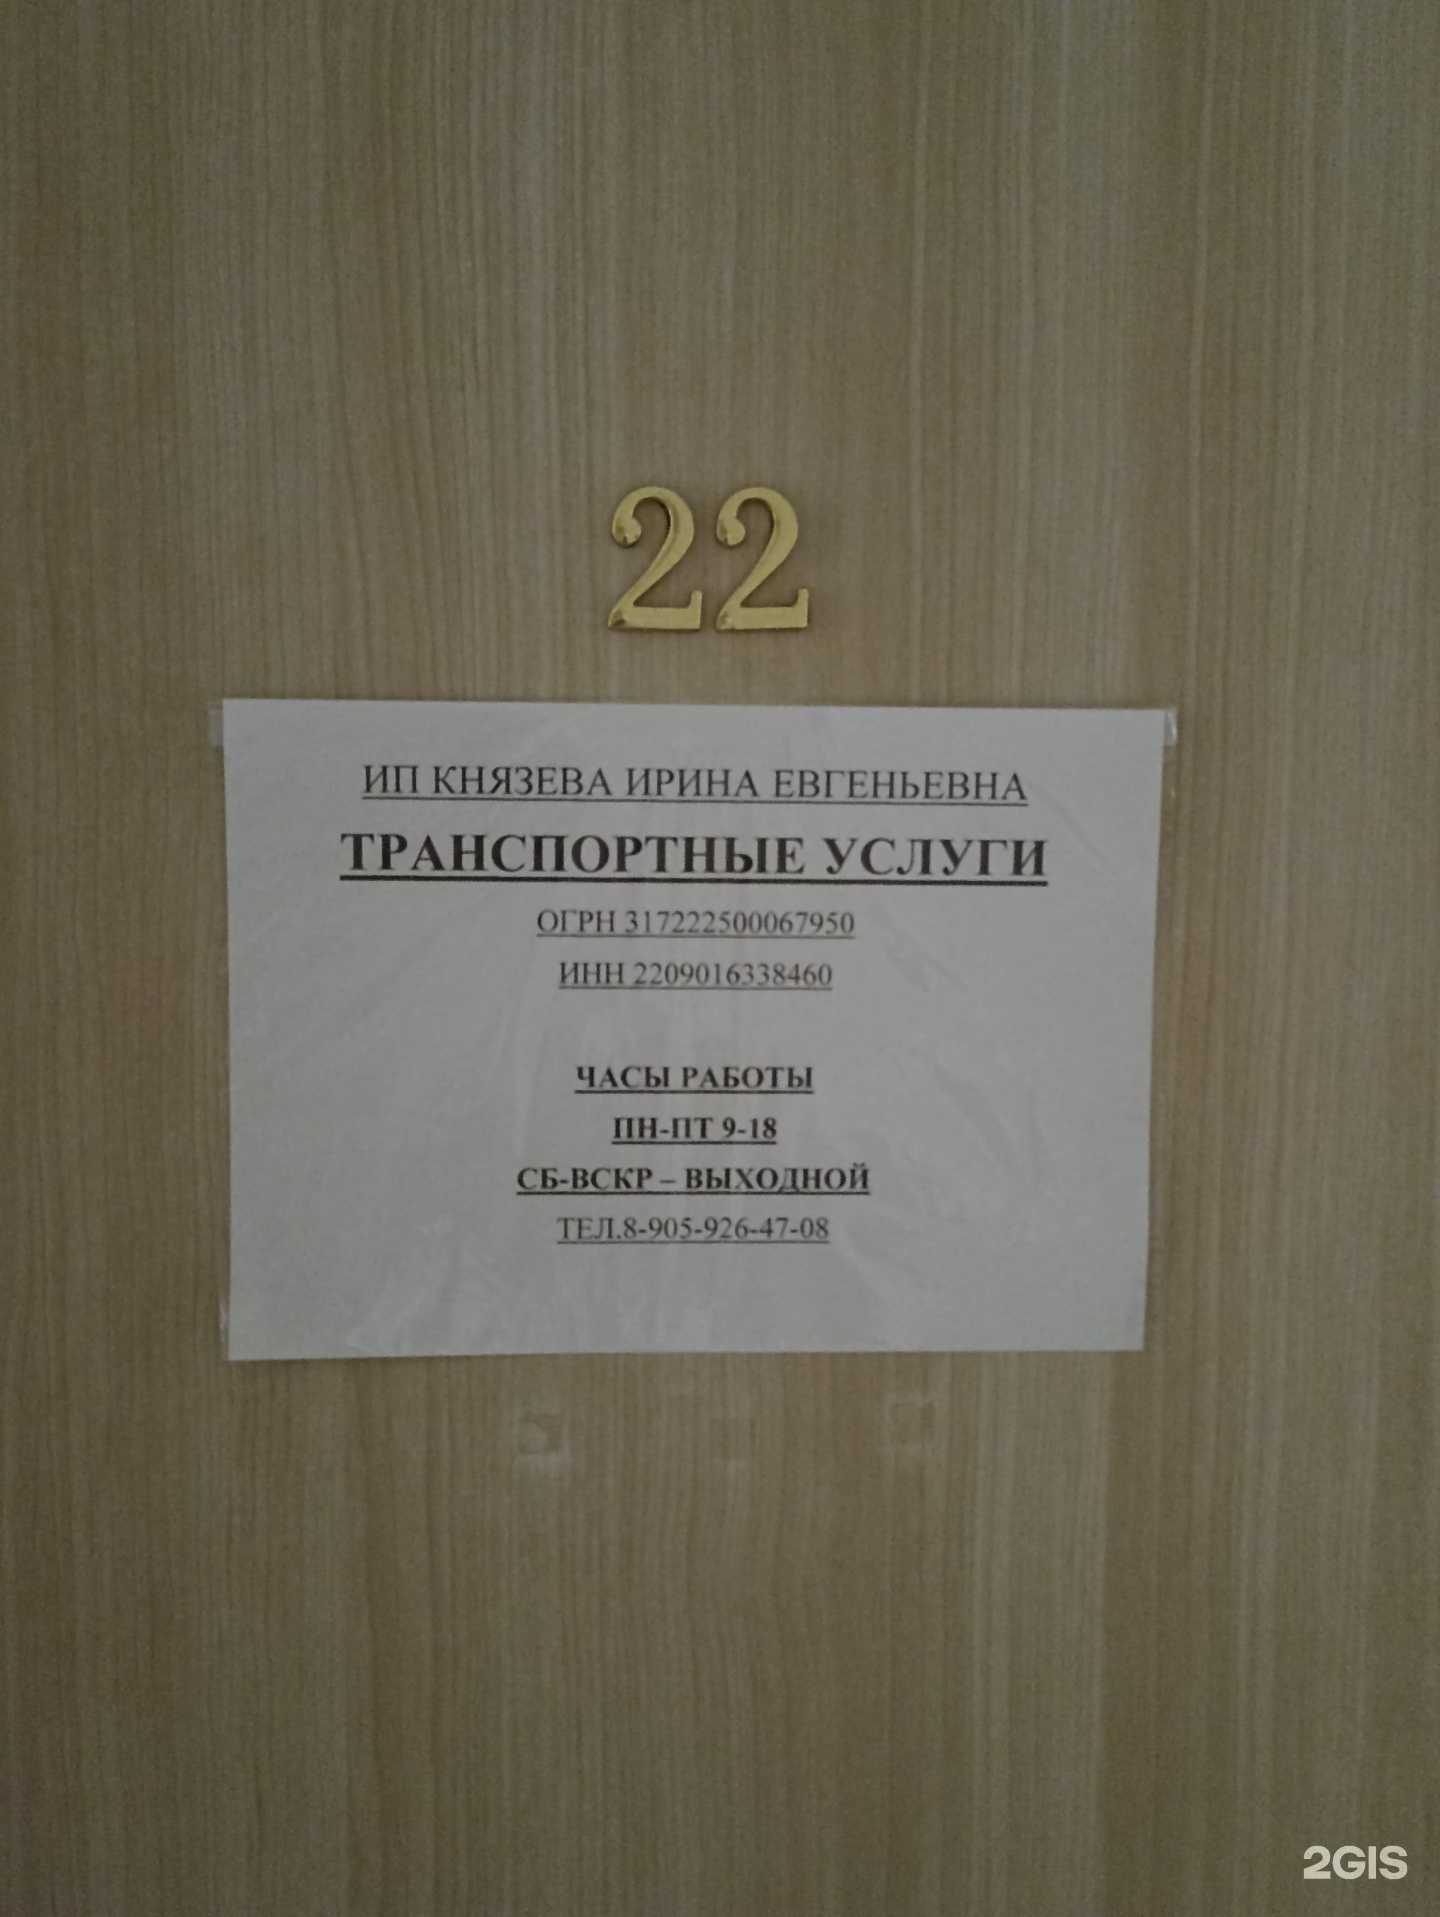 22
ИП КНЯЗЕВА ИРИНА ЕВГЕНЬЕВНА
ТРАНСПОРТНЫЕ УСЛУГИ
ОГРН 317222500067950
ИНН 2209016338460
ЧАСЫ РАБОТЫ
ПН-ПТ 9-18
СБ-ВСКР – ВЫХОДНОЙ
ТЕЛ.8-905-926-47-08
2GIS